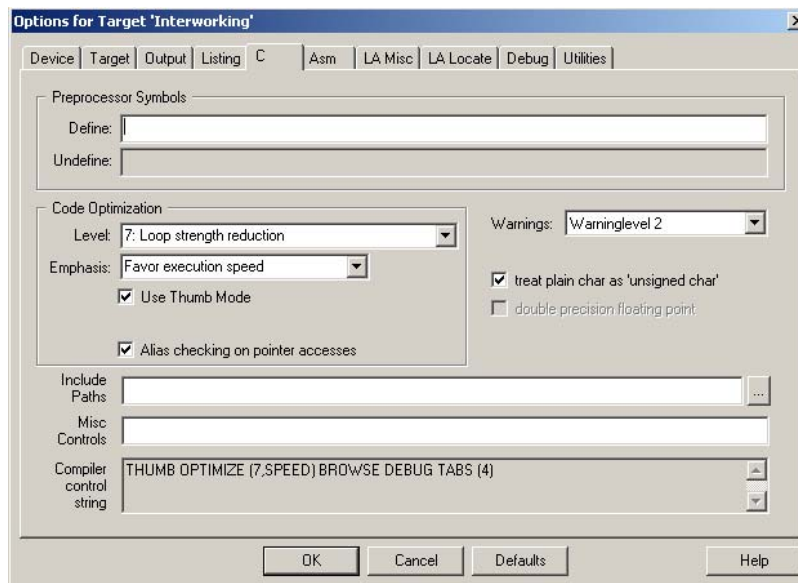 Options for Target 'Interworking'
Device Target Output Listing C Asm LA Misc LA Locate Debug Utilities
Preprocessor Symbols
Define:
Undefine:
Code Optimization
Level: 7: Loop strength reduction
Warnings: Warninglevel 2
Emphasis: Favor execution speed
treat plain char as 'unsigned char'
Use Thumb Mode
double precision floating point
Alias checking on pointer accesses
Include
Paths
...
Misc
Controls
Compiler
control
string
THUMB OPTIMIZE (7,SPEED) BROWSE DEBUG TABS (4)
OK Cancel Defaults Help